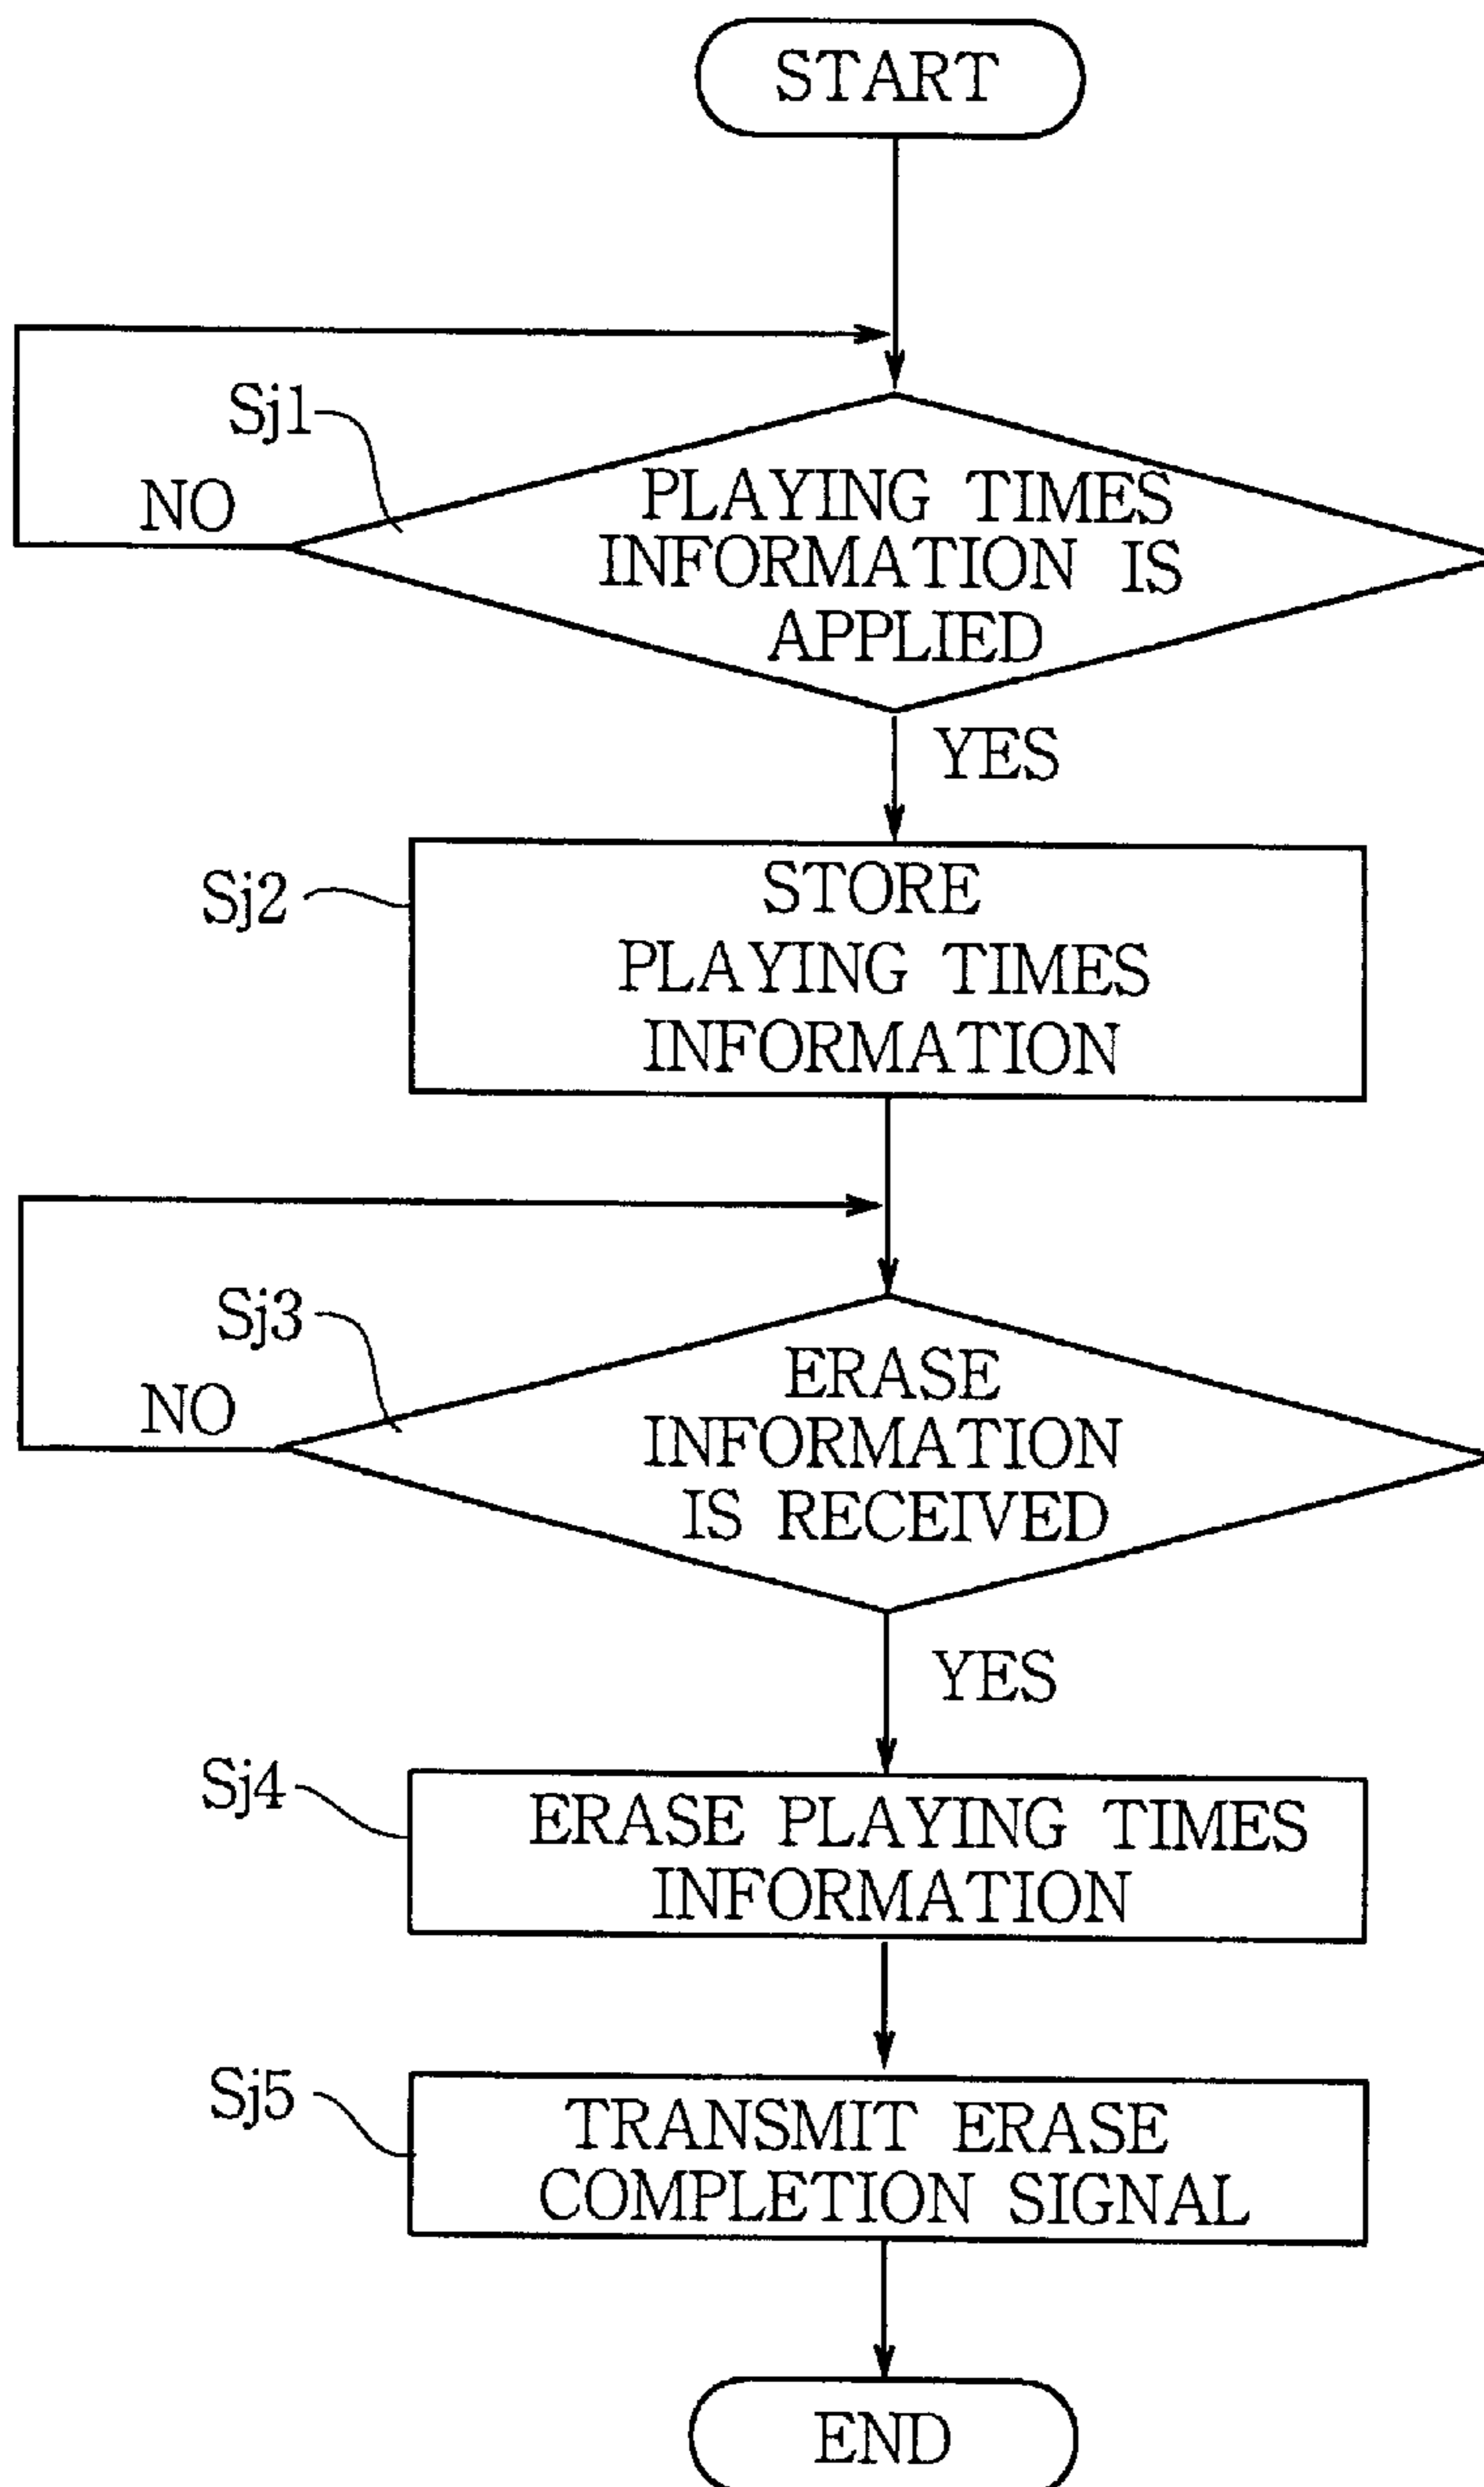 START
Sj1
NO
PLAYING TIMES
INFORMATION IS
APPLIED
YES
Sj2
STORE
PLAYING TIMES
INFORMATION
Sj3
NO
ERASE
INFORMATION
IS RECEIVED
YES
Sj4
ERASE PLAYING TIMES
INFORMATION
Sj5
TRANSMIT ERASE
COMPLETION SIGNAL
END